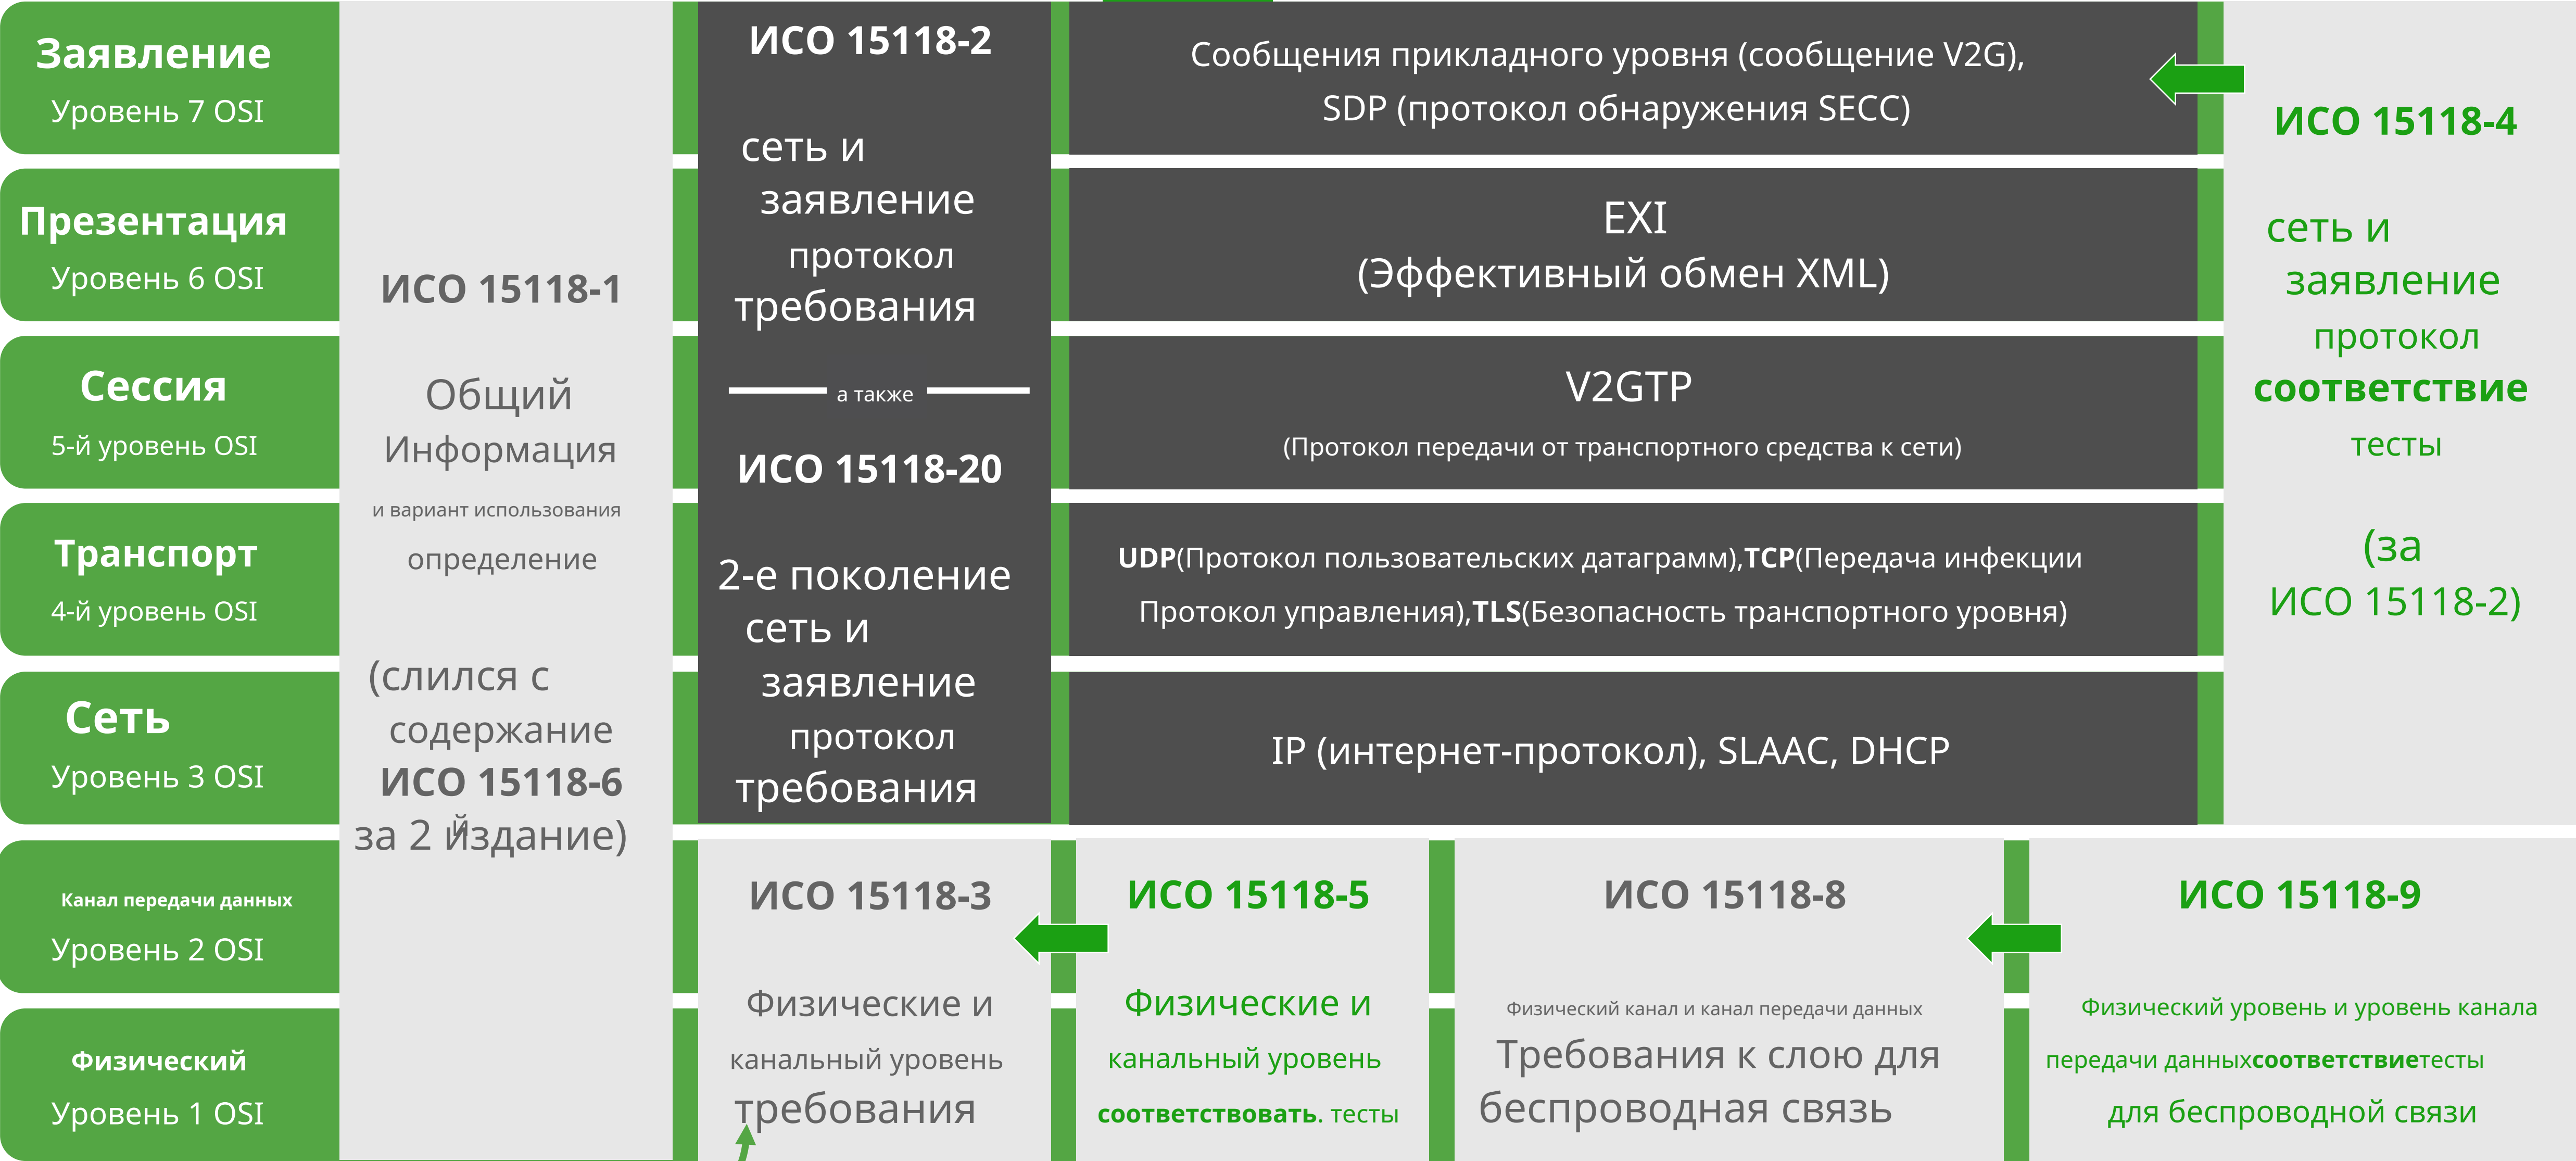 Заявление
Уровень 7 OSI
Презентация
Уровень 6 OSI
Сессия
5-й уровень OSI
Транспорт
4-й уровень OSI
Сеть
Уровень 3 OSI
Канал передачи данных
Уровень 2 OSI
Физический
Уровень 1 OSI
ИСО 15118-1
Общий
Информация
и вариант использования
определение
(слился с
содержание
ИСО 15118-6
й
за 2 издание)
ИСО 15118-2
сеть и
заявление
протокол
требования
а также
ИСО 15118-20
2-е поколение
сеть и
заявление
протокол
требования
Сообщения прикладного уровня (сообщение V2G),
SDP (протокол обнаружения SECC)
EXI
(Эффективный обмен XML)
V2GTP
(Протокол передачи от транспортного средства к сети)
UDP(Протокол пользовательских датаграмм),TCP(Передача инфекции
Протокол управления),TLS(Безопасность транспортного уровня)
IP (интернет-протокол), SLAAC, DHCP
ИСО 15118-4
сеть и
заявление
протокол
соответствие
тесты
(за
ИСО 15118-2)
ИСО 15118-3
Физические и
канальный уровень
требования
ИСО 15118-5
Физические и
канальный уровень
соответствовать. тесты
ИСО 15118-8
Физический канал и канал передачи данных
Требования к слою для
беспроводная связь
ИСО 15118-9
Физический уровень и уровень канала
передачи данныхсоответствиетесты
для беспроводной связи